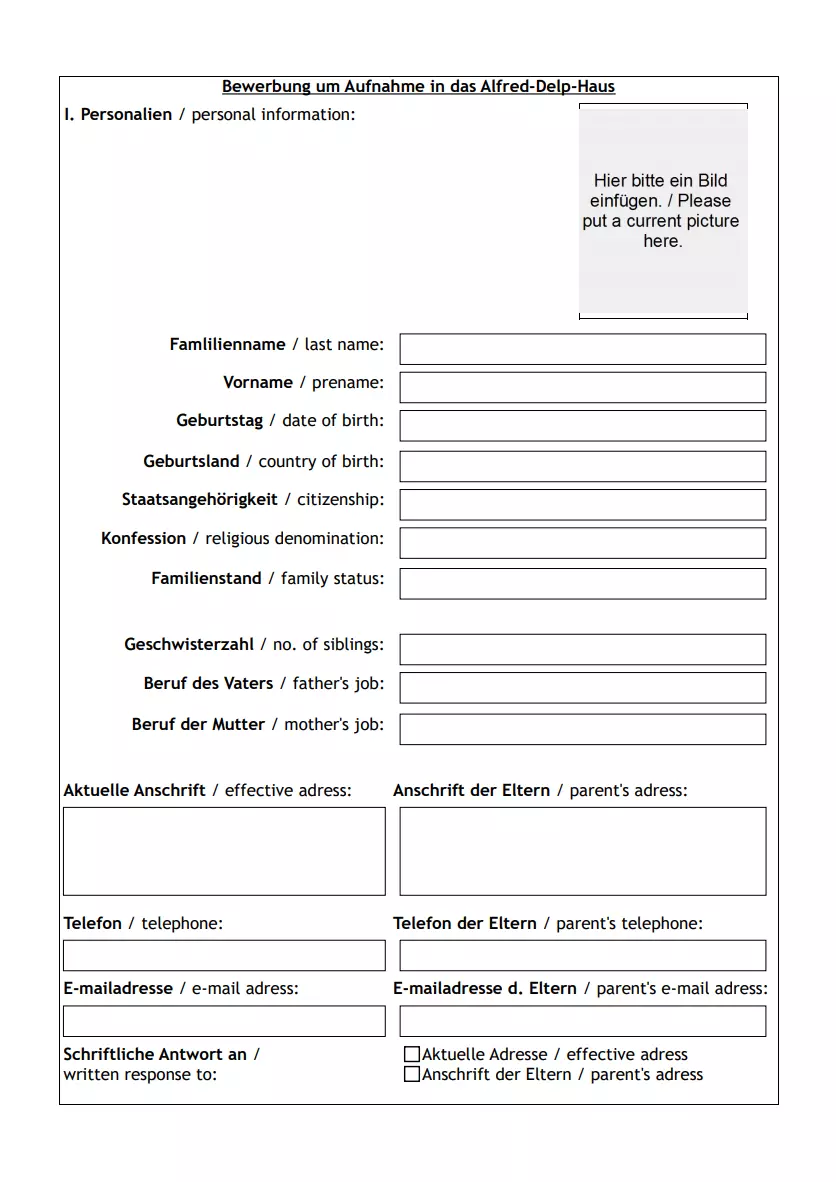 Bewerbung um Aufnahme in das Alfred-Delp-Haus
I. Personalien / personal information:
Hier bitte ein Bild
einfügen. / Please
put a current picture
here.
Famlilienname / last name:
Vorname / prename:
Geburtstag / date of birth:
Geburtsland / country of birth:
Staatsangehörigkeit / citizenship:
Konfession / religious denomination:
Familienstand / family status:
Geschwisterzahl / no. of siblings:
Beruf des Vaters / father's job:
Beruf der Mutter / mother's job:
Aktuelle Anschrift / effective adress:
Anschrift der Eltern / parent's adress:
Telefon / telephone:
Telefon der Eltern / parent's telephone:
E-mailadresse / e-mail adress:
E-mailadresse d. Eltern / parent's e-mail adress:
Schriftliche Antwort an /
written response to:
Aktuelle Adresse / effective adress
Anschrift der Eltern / parent's adress